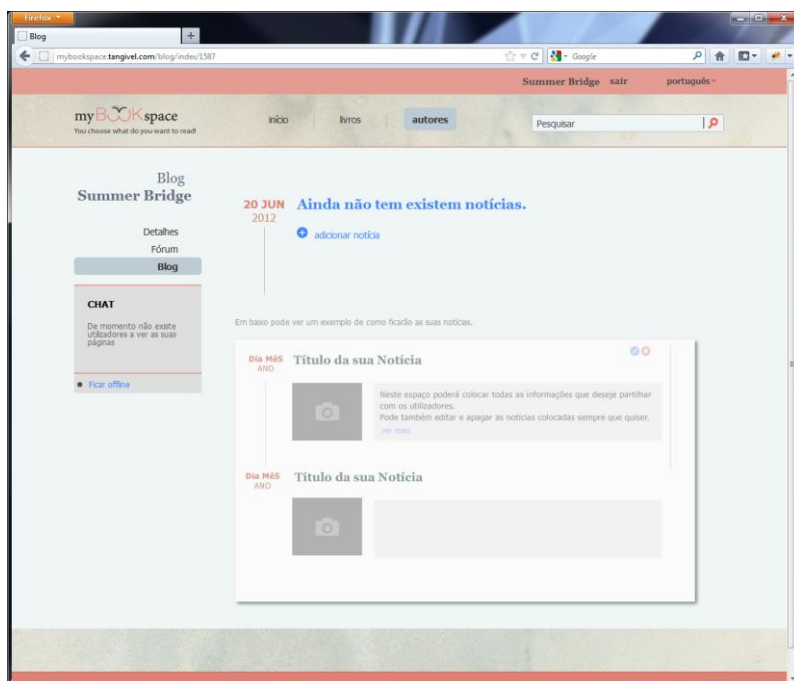 Firefox
Blog
mybookspace.tangivel.com/blog/index/1587
Google
Summer Bridge sair português
myBOOKspace
You choose what do you want to read!
início livros autores
Pesquisar
Blog
Summer Bridge
Detalhes
Fórum
Blog
CHAT
De momento não existe
utilizadores a ver as suas
páginas
Ficar offline
20 JUN
2012
Ainda não tem existem notícias.
adicionar notícia
Em baixo pode ver um exemplo de como ficarão as suas notícias.
Dia MêS
ANO
Título da sua Notícia
Neste espaço poderá colocar todas as informações que deseje partilhar
com os utilizadores.
Pode também editar e apagar as notícias colocadas sempre que quiser.
ver mais
Dia MêS
ANO
Título da sua Notícia